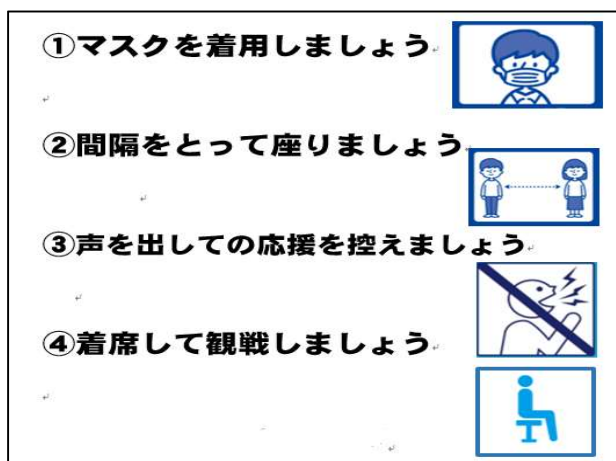 ①マスクを着用しましょう
②間隔をとって座りましょう
③声を出しての応援を控えましょう
④着席して観戦しましょう